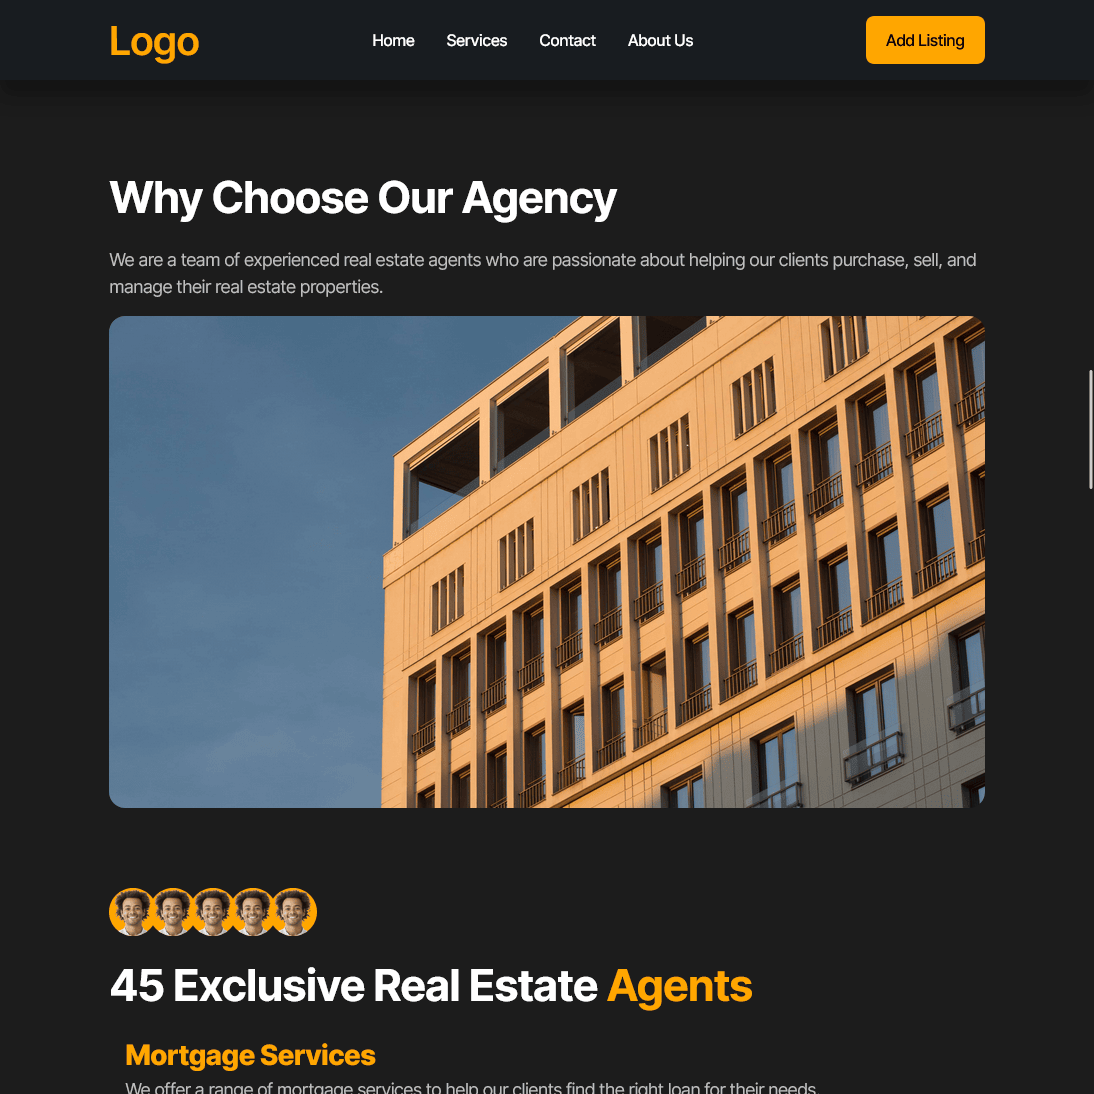 Logo
Home
Services
Contact
About Us
Add Listing
Why Choose Our Agency
We are a team of experienced real estate agents who are passionate about helping our clients purchase, sell, and
manage their real estate properties.
45 Exclusive Real Estate Agents
Mortgage Services
We offer a range of mortgage services to help our clients find the right loan for their needs.